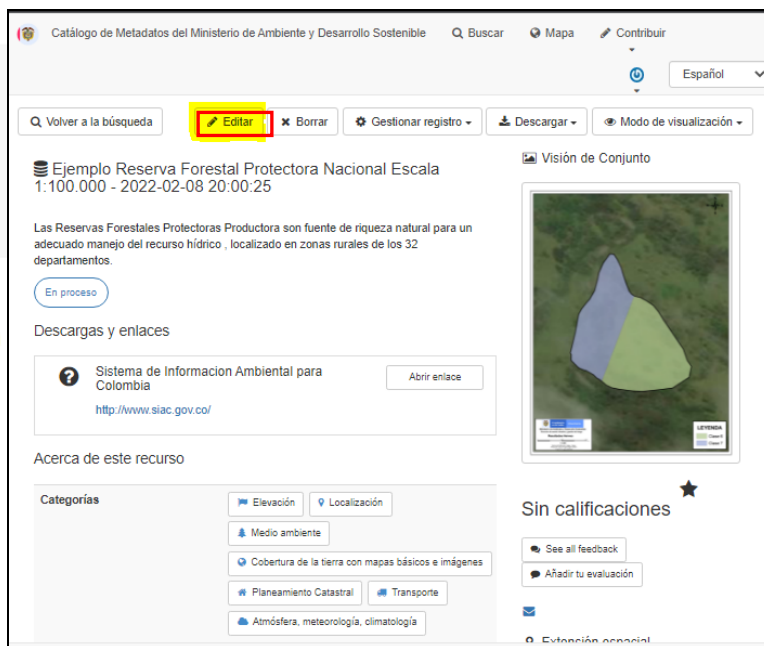 Catálogo de Metadatos del Ministerio de Ambiente y Desarrollo Sostenible Buscar Mapa Contribuir
Español
Volver a la búsqueda Editar Borrar Gestionar registro Descargar Modo de visualización
Ejemplo Reserva Forestal Protectora Nacional Escala
1:100.000 - 2022-02-08 20:00:25
Las Reservas Forestales Protectoras Productora son fuente de riqueza natural para un
adecuado manejo del recurso hídrico , localizado en zonas rurales de los 32
departamentos.
En proceso
Descargas y enlaces
Sistema de Informacion Ambiental para
Colombia
Abrir enlace
http://www.siac.gov.co/
Acerca de este recurso
Categorías
Elevación Localización
Medio ambiente
Cobertura de la tierra con mapas básicos e imágenes
Planeamiento Catastral Transporte
Atmósfera, meteorología, climatología
Visión de Conjunto
LEYENDA
Sin calificaciones
See all feedback
Añadir tu evaluación
Extensión espacial